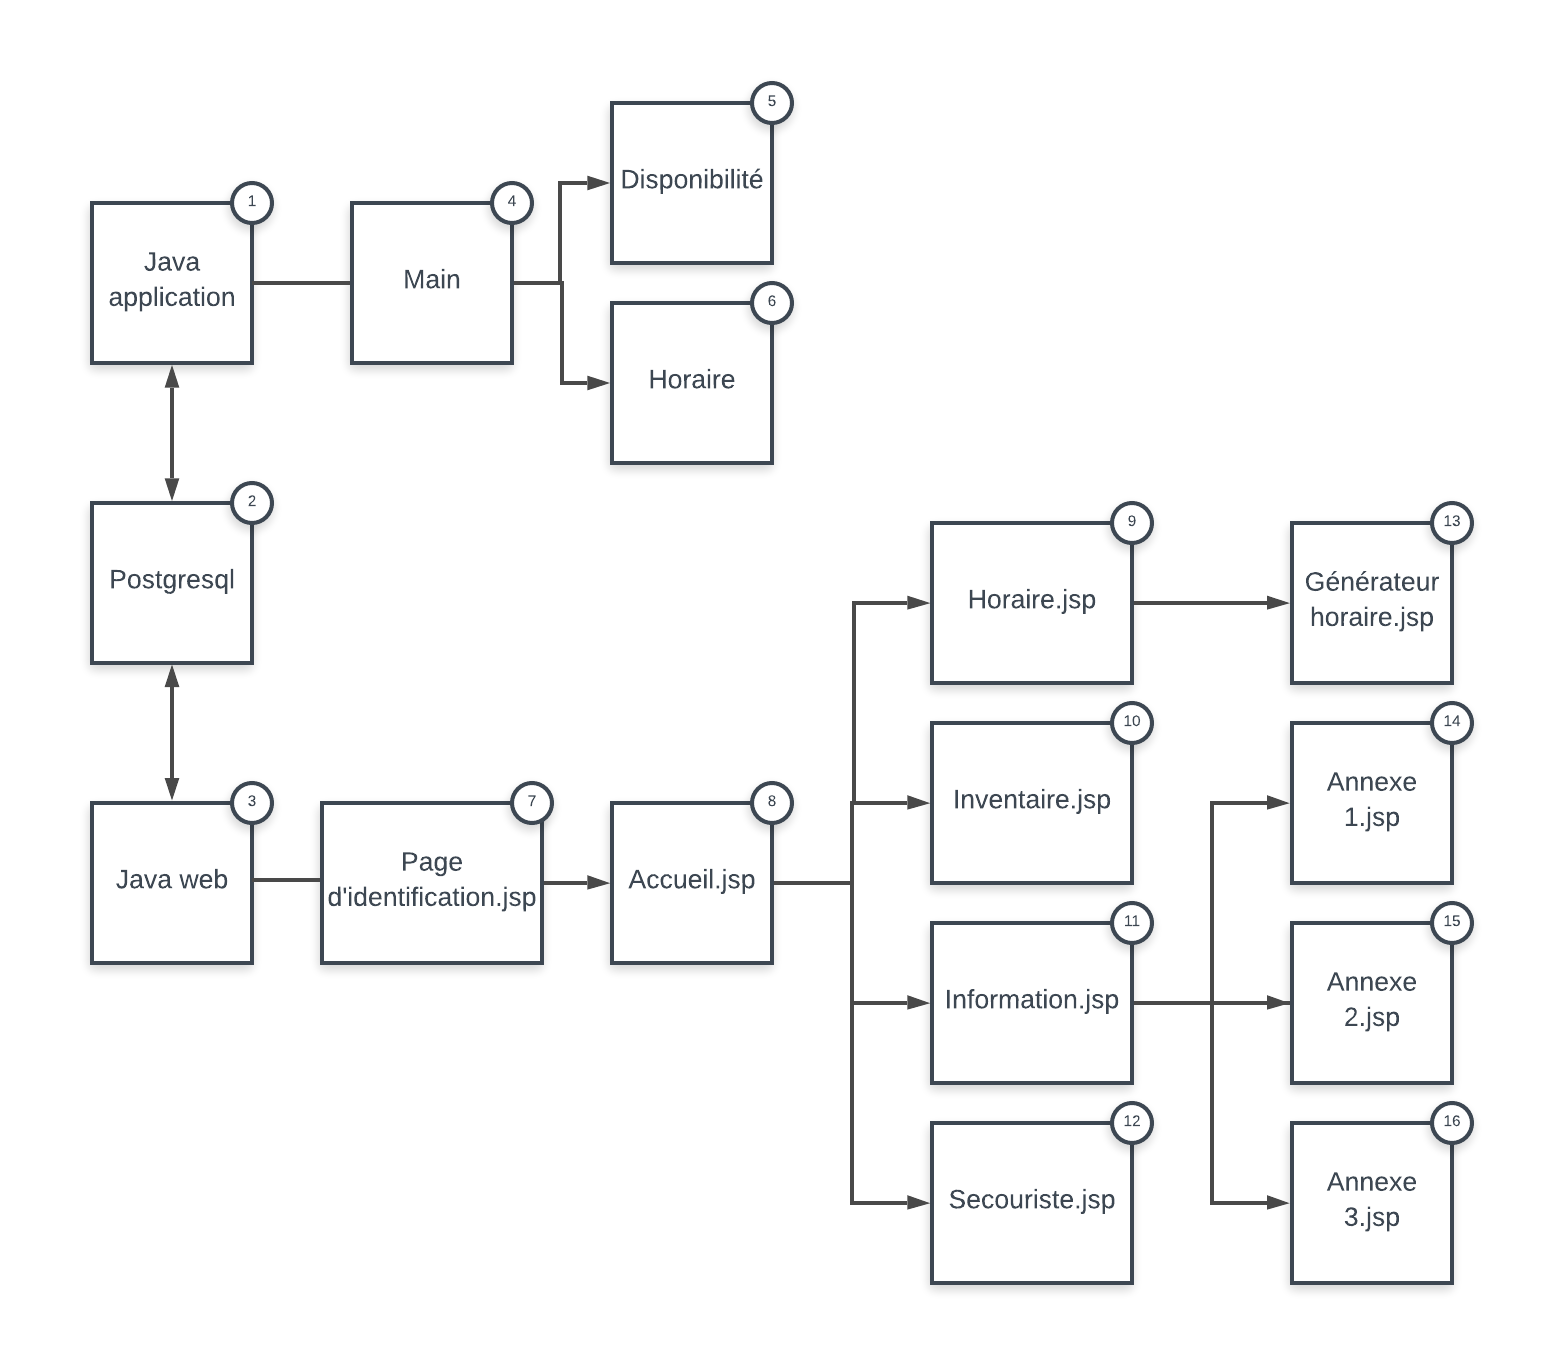 1
Java
application
4
Main
5
Disponibilité
6
Horaire
2
Postgresql
3
Java web
7
Page
d'identification.jsp
8
Accueil.jsp
9
Horaire.jsp
13
Générateur
horaire.jsp
10
Inventaire.jsp
14
Annexe
1.jsp
11
Information.jsp
15
Annexe
2.jsp
12
Secouriste.jsp
16
Annexe
3.jsp